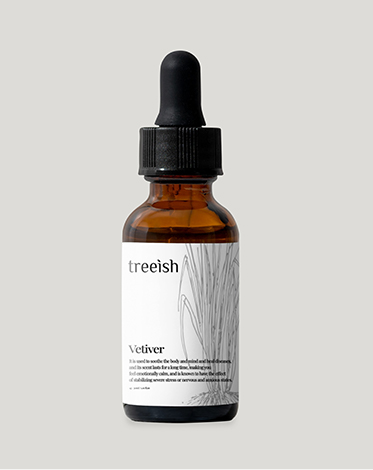 treeìsh
Vetiver
It is used to soothe the body and mind and heal diseases,
and its scent lasts for a long time, making you
feel emotionally calm, and is known to have the effect
of stabilizing severe stress or nervous and anxious states.